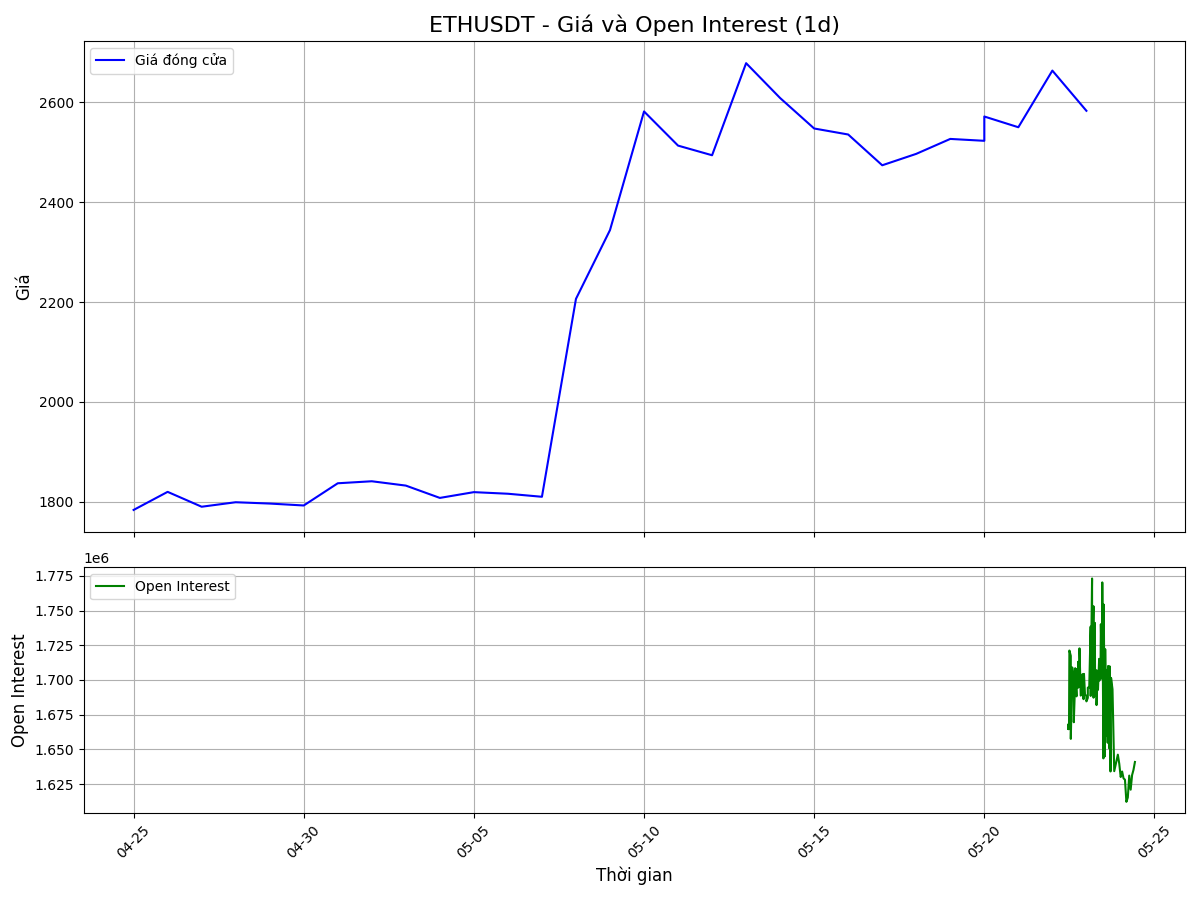 ETHUSDT - Giá và Open Interest (1d)
Giá đóng cửa
2600
2400
2200
2000
1800
Giá
1e6
Open Interest
1.775
1.750
1.725
1.700
1.675
1.650
1.625
Open Interest
04-25
04-30
05-05
05-10
05-15
05-20
05-25
Thời gian